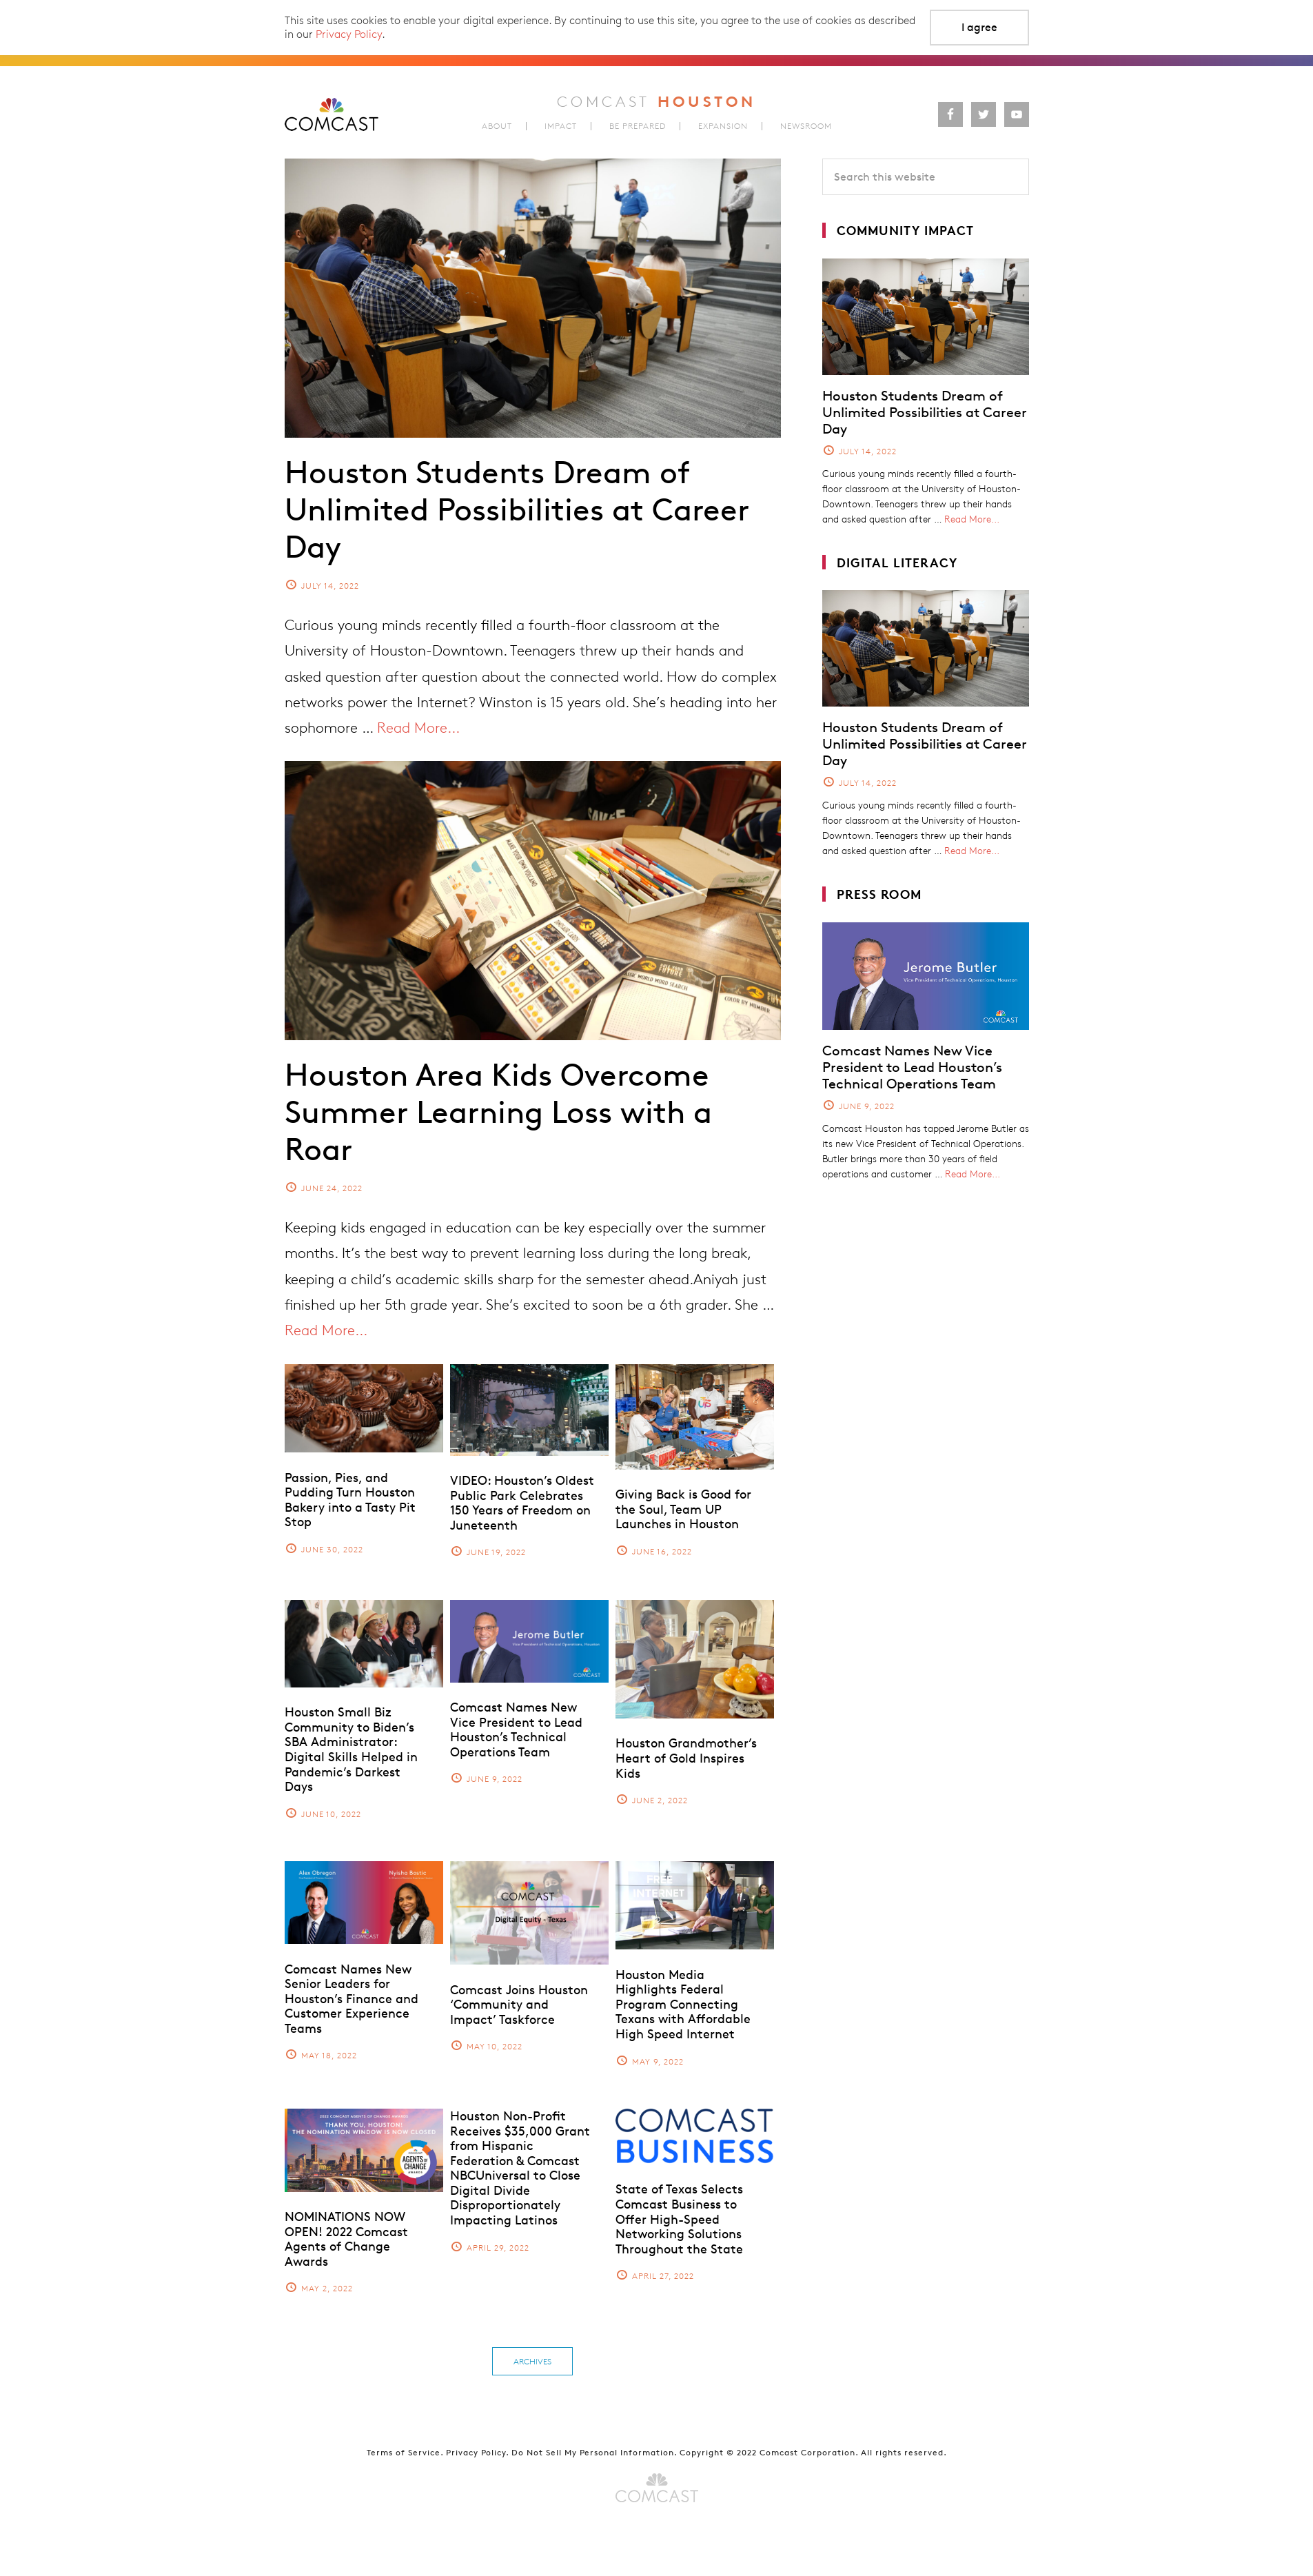 This site uses cookies to enable your digital experience. By continuing to use this site, you agree to the use of cookies as described
in our Privacy Policy.
I agree
COMCAST
COMCAST HOUSTON
ABOUT | IMPACT | BE PREPARED | EXPANSION | NEWSROOM
Search this website
Houston Students Dream of
Unlimited Possibilities at Career
Day
JULY 14, 2022
Curious young minds recently filled a fourth-floor classroom at the
University of Houston-Downtown. Teenagers threw up their hands and
asked question after question about the connected world. How do complex
networks power the Internet? Winston is 15 years old. She’s heading into her
sophomore ... Read More...
Houston Area Kids Overcome
Summer Learning Loss with a
Roar
JUNE 24, 2022
Keeping kids engaged in education can be key especially over the summer
months. It’s the best way to prevent learning loss during the long break,
keeping a child’s academic skills sharp for the semester ahead.Aniyah just
finished up her 5th grade year. She’s excited to soon be a 6th grader. She ...
Read More...
Passion, Pies, and
Pudding Turn Houston
Bakery into a Tasty Pit
Stop
JUNE 30, 2022
VIDEO: Houston’s Oldest
Public Park Celebrates
150 Years of Freedom on
Juneteenth
JUNE 19, 2022
Giving Back is Good for
the Soul, Team UP
Launches in Houston
JUNE 16, 2022
Houston Small Biz
Community to Biden’s
SBA Administrator:
Digital Skills Helped in
Pandemic’s Darkest
Days
JUNE 10, 2022
Jerome Butler
Vice President of Technical Operations, Houston
COMCAST
Comcast Names New
Vice President to Lead
Houston’s Technical
Operations Team
JUNE 9, 2022
Houston Grandmother’s
Heart of Gold Inspires
Kids
JUNE 2, 2022
Alex Obregon
Nyisha Bostic
COMCAST
Comcast Names New
Senior Leaders for
Houston’s Finance and
Customer Experience
Teams
MAY 18, 2022
COMCAST
Digital Equity - Texas
Comcast Joins Houston
‘Community and
Impact’ Taskforce
MAY 10, 2022
FREE
INTERNET
Houston Media
Highlights Federal
Program Connecting
Texans with Affordable
High Speed Internet
MAY 9, 2022
2022 COMCAST AGENTS OF CHANGE AWARDS
THANK YOU, HOUSTON!
THE NOMINATION WINDOW IS NOW CLOSED
AGENTS OF
CHANGE
NOMINATIONS NOW
OPEN! 2022 Comcast
Agents of Change
Awards
MAY 2, 2022
Houston Non-Profit
Receives $35,000 Grant
from Hispanic
Federation & Comcast
NBCUniversal to Close
Digital Divide
Disproportionately
Impacting Latinos
APRIL 29, 2022
COMCAST
BUSINESS
State of Texas Selects
Comcast Business to
Offer High-Speed
Networking Solutions
Throughout the State
APRIL 27, 2022
ARCHIVES
COMMUNITY IMPACT
Houston Students Dream of
Unlimited Possibilities at Career
Day
JULY 14, 2022
Curious young minds recently filled a fourth-
floor classroom at the University of Houston-
Downtown. Teenagers threw up their hands
and asked question after ... Read More...
DIGITAL LITERACY
Houston Students Dream of
Unlimited Possibilities at Career
Day
JULY 14, 2022
Curious young minds recently filled a fourth-
floor classroom at the University of Houston-
Downtown. Teenagers threw up their hands
and asked question after ... Read More...
PRESS ROOM
Jerome Butler
Vice President of Technical Operations, Houston
COMCAST
Comcast Names New Vice
President to Lead Houston’s
Technical Operations Team
JUNE 9, 2022
Comcast Houston has tapped Jerome Butler as
its new Vice President of Technical Operations.
Butler brings more than 30 years of field
operations and customer ... Read More...
Terms of Service. Privacy Policy. Do Not Sell My Personal Information. Copyright © 2022 Comcast Corporation. All rights reserved.
COMCAST